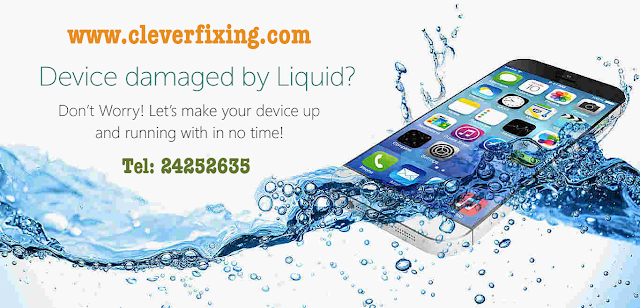 www.cleverfixing.com
Device damaged by Liquid?
Don't Worry! Let's make your device up
and running with in no time!
Tel: 24252635